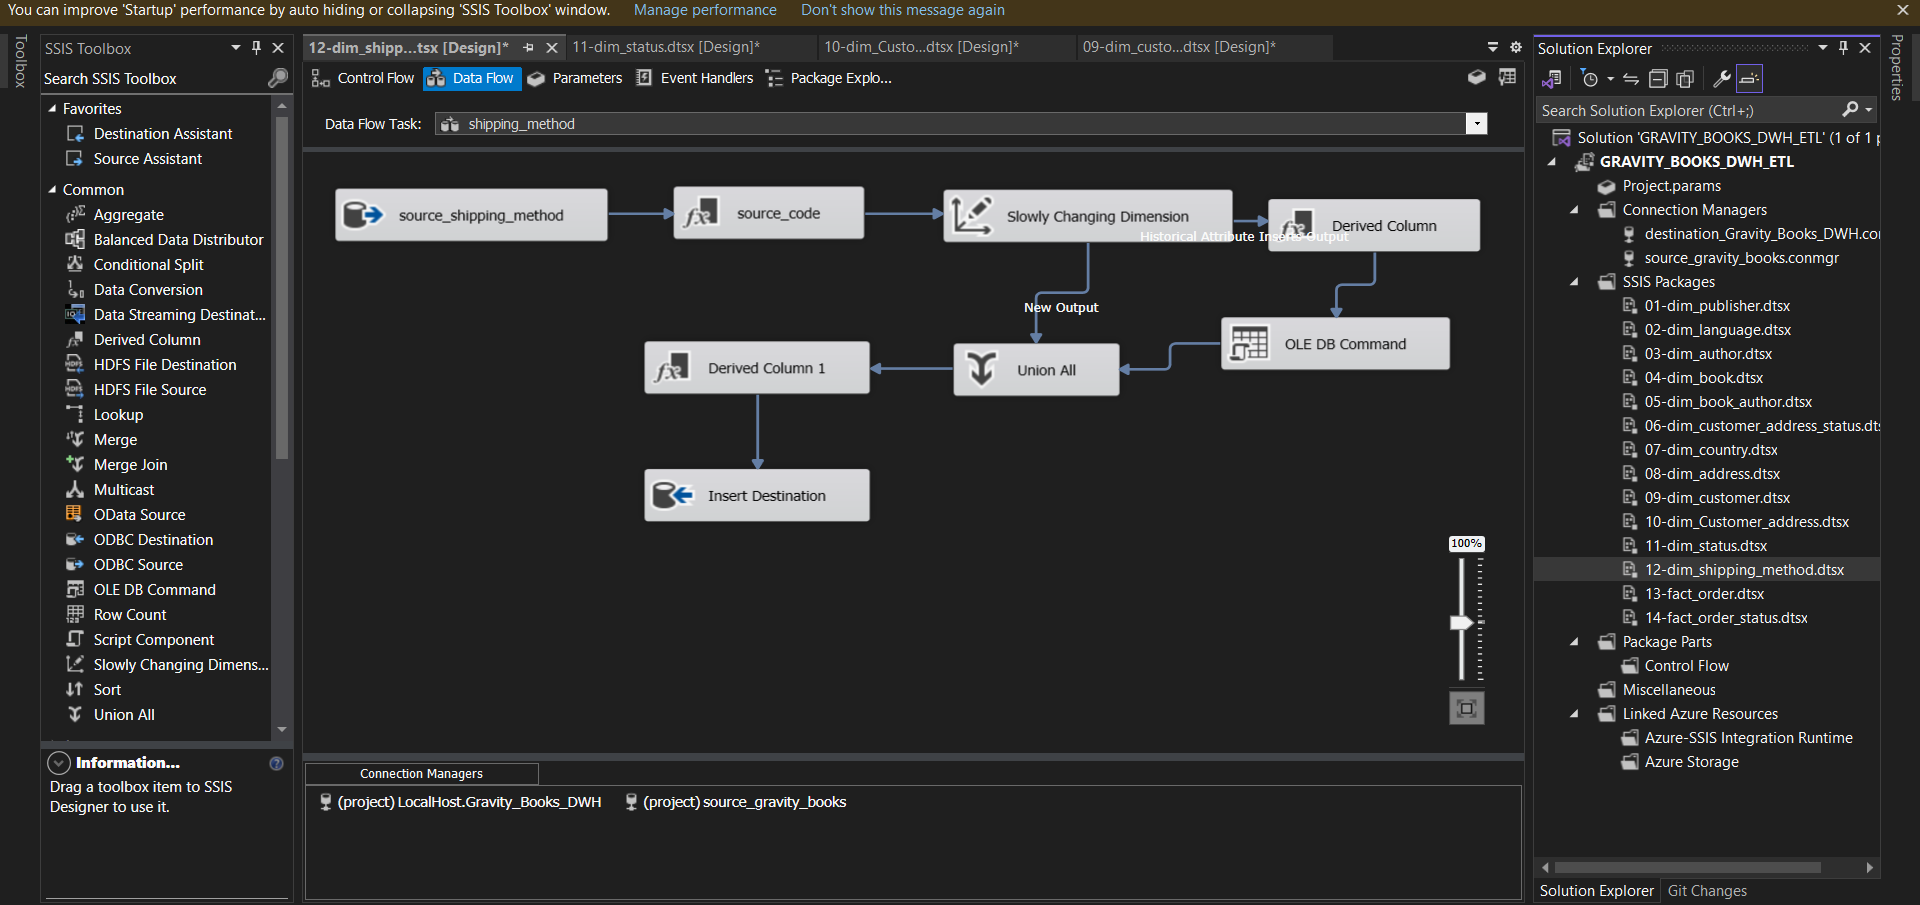 You can improve 'Startup' performance by auto hiding or collapsing 'SSIS Toolbox' window. Manage performance Don't show this message again
Toolbox
SSIS Toolbox
Search SSIS Toolbox
Favorites
Destination Assistant
Source Assistant
Common
Aggregate
Balanced Data Distributor
Conditional Split
Data Conversion
Data Streaming Destinat...
Derived Column
HDFS File Destination
HDFS File Source
Lookup
Merge
Merge Join
Multicast
OData Source
ODBC Destination
ODBC Source
OLE DB Command
Row Count
Script Component
Slowly Changing Dimens...
Sort
Union All
Information...
Drag a toolbox item to SSIS
Designer to use it.
12-dim_shipp...tsx [Design]* 11-dim_status.dtsx [Design]* 10-dim_Custo...dtsx [Design]* 09-dim_custo...dtsx [Design]*
Control Flow Data Flow Parameters Event Handlers Package Explo...
Data Flow Task: shipping_method
source_shipping_method
source_code
Slowly Changing Dimension
Historical Attribute Inserts Output
Derived Column
New Output
OLE DB Command
Union All
Derived Column 1
Insert Destination
100%
Connection Managers
(project) LocalHost.Gravity_Books_DWH (project) source_gravity_books
Solution Explorer
Search Solution Explorer (Ctrl+;)
Solution 'GRAVITY_BOOKS_DWH_ETL' (1 of 1 p
GRAVITY_BOOKS_DWH_ETL
Project.params
Connection Managers
destination_Gravity_Books_DWH.co
source_gravity_books.conmgr
SSIS Packages
01-dim_publisher.dtsx
02-dim_language.dtsx
03-dim_author.dtsx
04-dim_book.dtsx
05-dim_book_author.dtsx
06-dim_customer_address_status.dts
07-dim_country.dtsx
08-dim_address.dtsx
09-dim_customer.dtsx
10-dim_Customer_address.dtsx
11-dim_status.dtsx
12-dim_shipping_method.dtsx
13-fact_order.dtsx
14-fact_order_status.dtsx
Package Parts
Control Flow
Miscellaneous
Linked Azure Resources
Azure-SSIS Integration Runtime
Azure Storage
Solution Explorer Git Changes
Properties